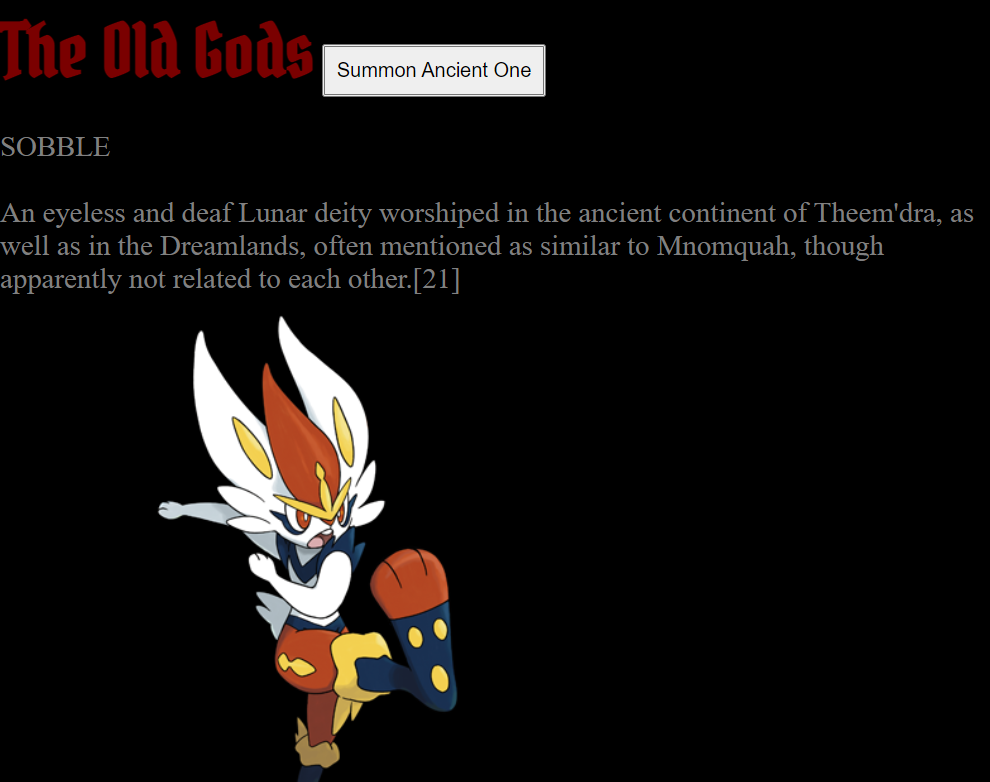 The Old Gods
Summon Ancient One
SOBBLE
An eyeless and deaf Lunar deity worshiped in the ancient continent of Theem'dra, as
well as in the Dreamlands, often mentioned as similar to Mnomquah, though
apparently not related to each other.[21]